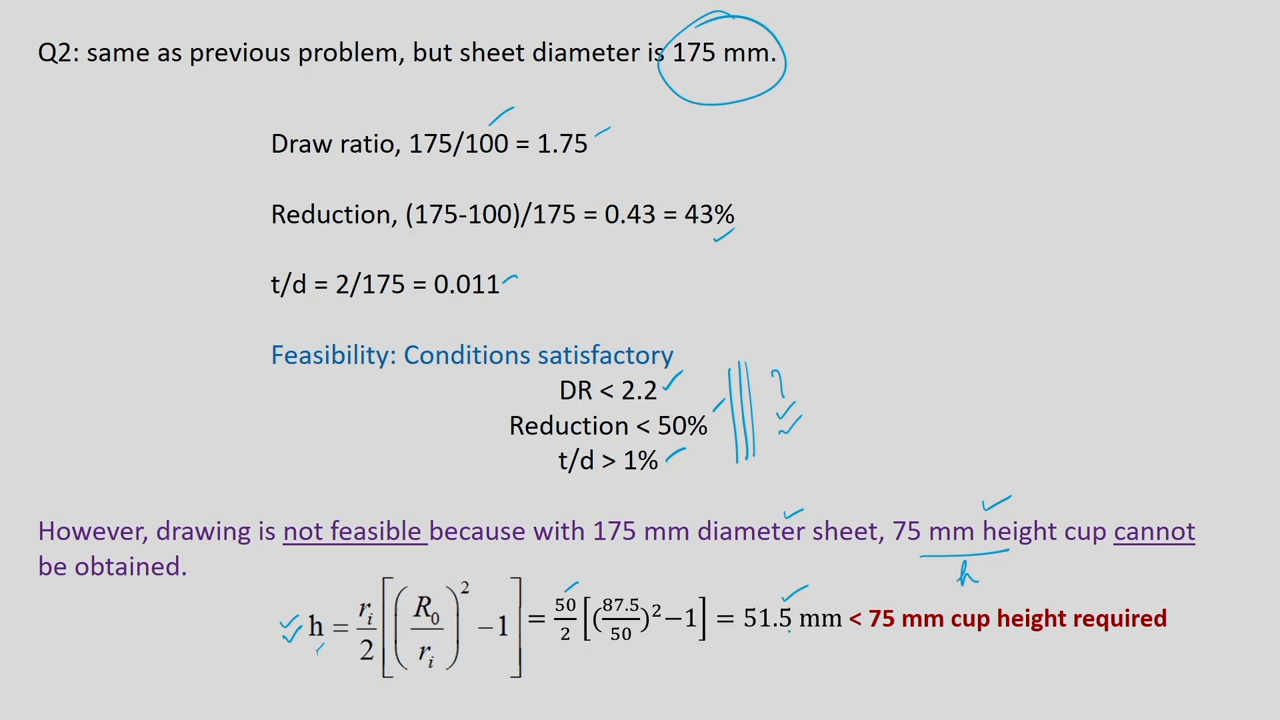 Q2: same as previous problem, but sheet diameter is 175 mm.
Draw ratio, 175/100 = 1.75
Reduction, (175-100)/175 = 0.43 = 43%
t/d = 2/175 = 0.011
Feasibility: Conditions satisfactory
DR < 2.2
Reduction < 50%
t/d > 1%
?
However, drawing is not feasible because with 175 mm diameter sheet, 75 mm height cup cannot
be obtained.
h
h = r_i/2 [(R_0/r_i)^2 − 1] = 50/2 [(87.5/50)^2 − 1] = 51.5 mm < 75 mm cup height required